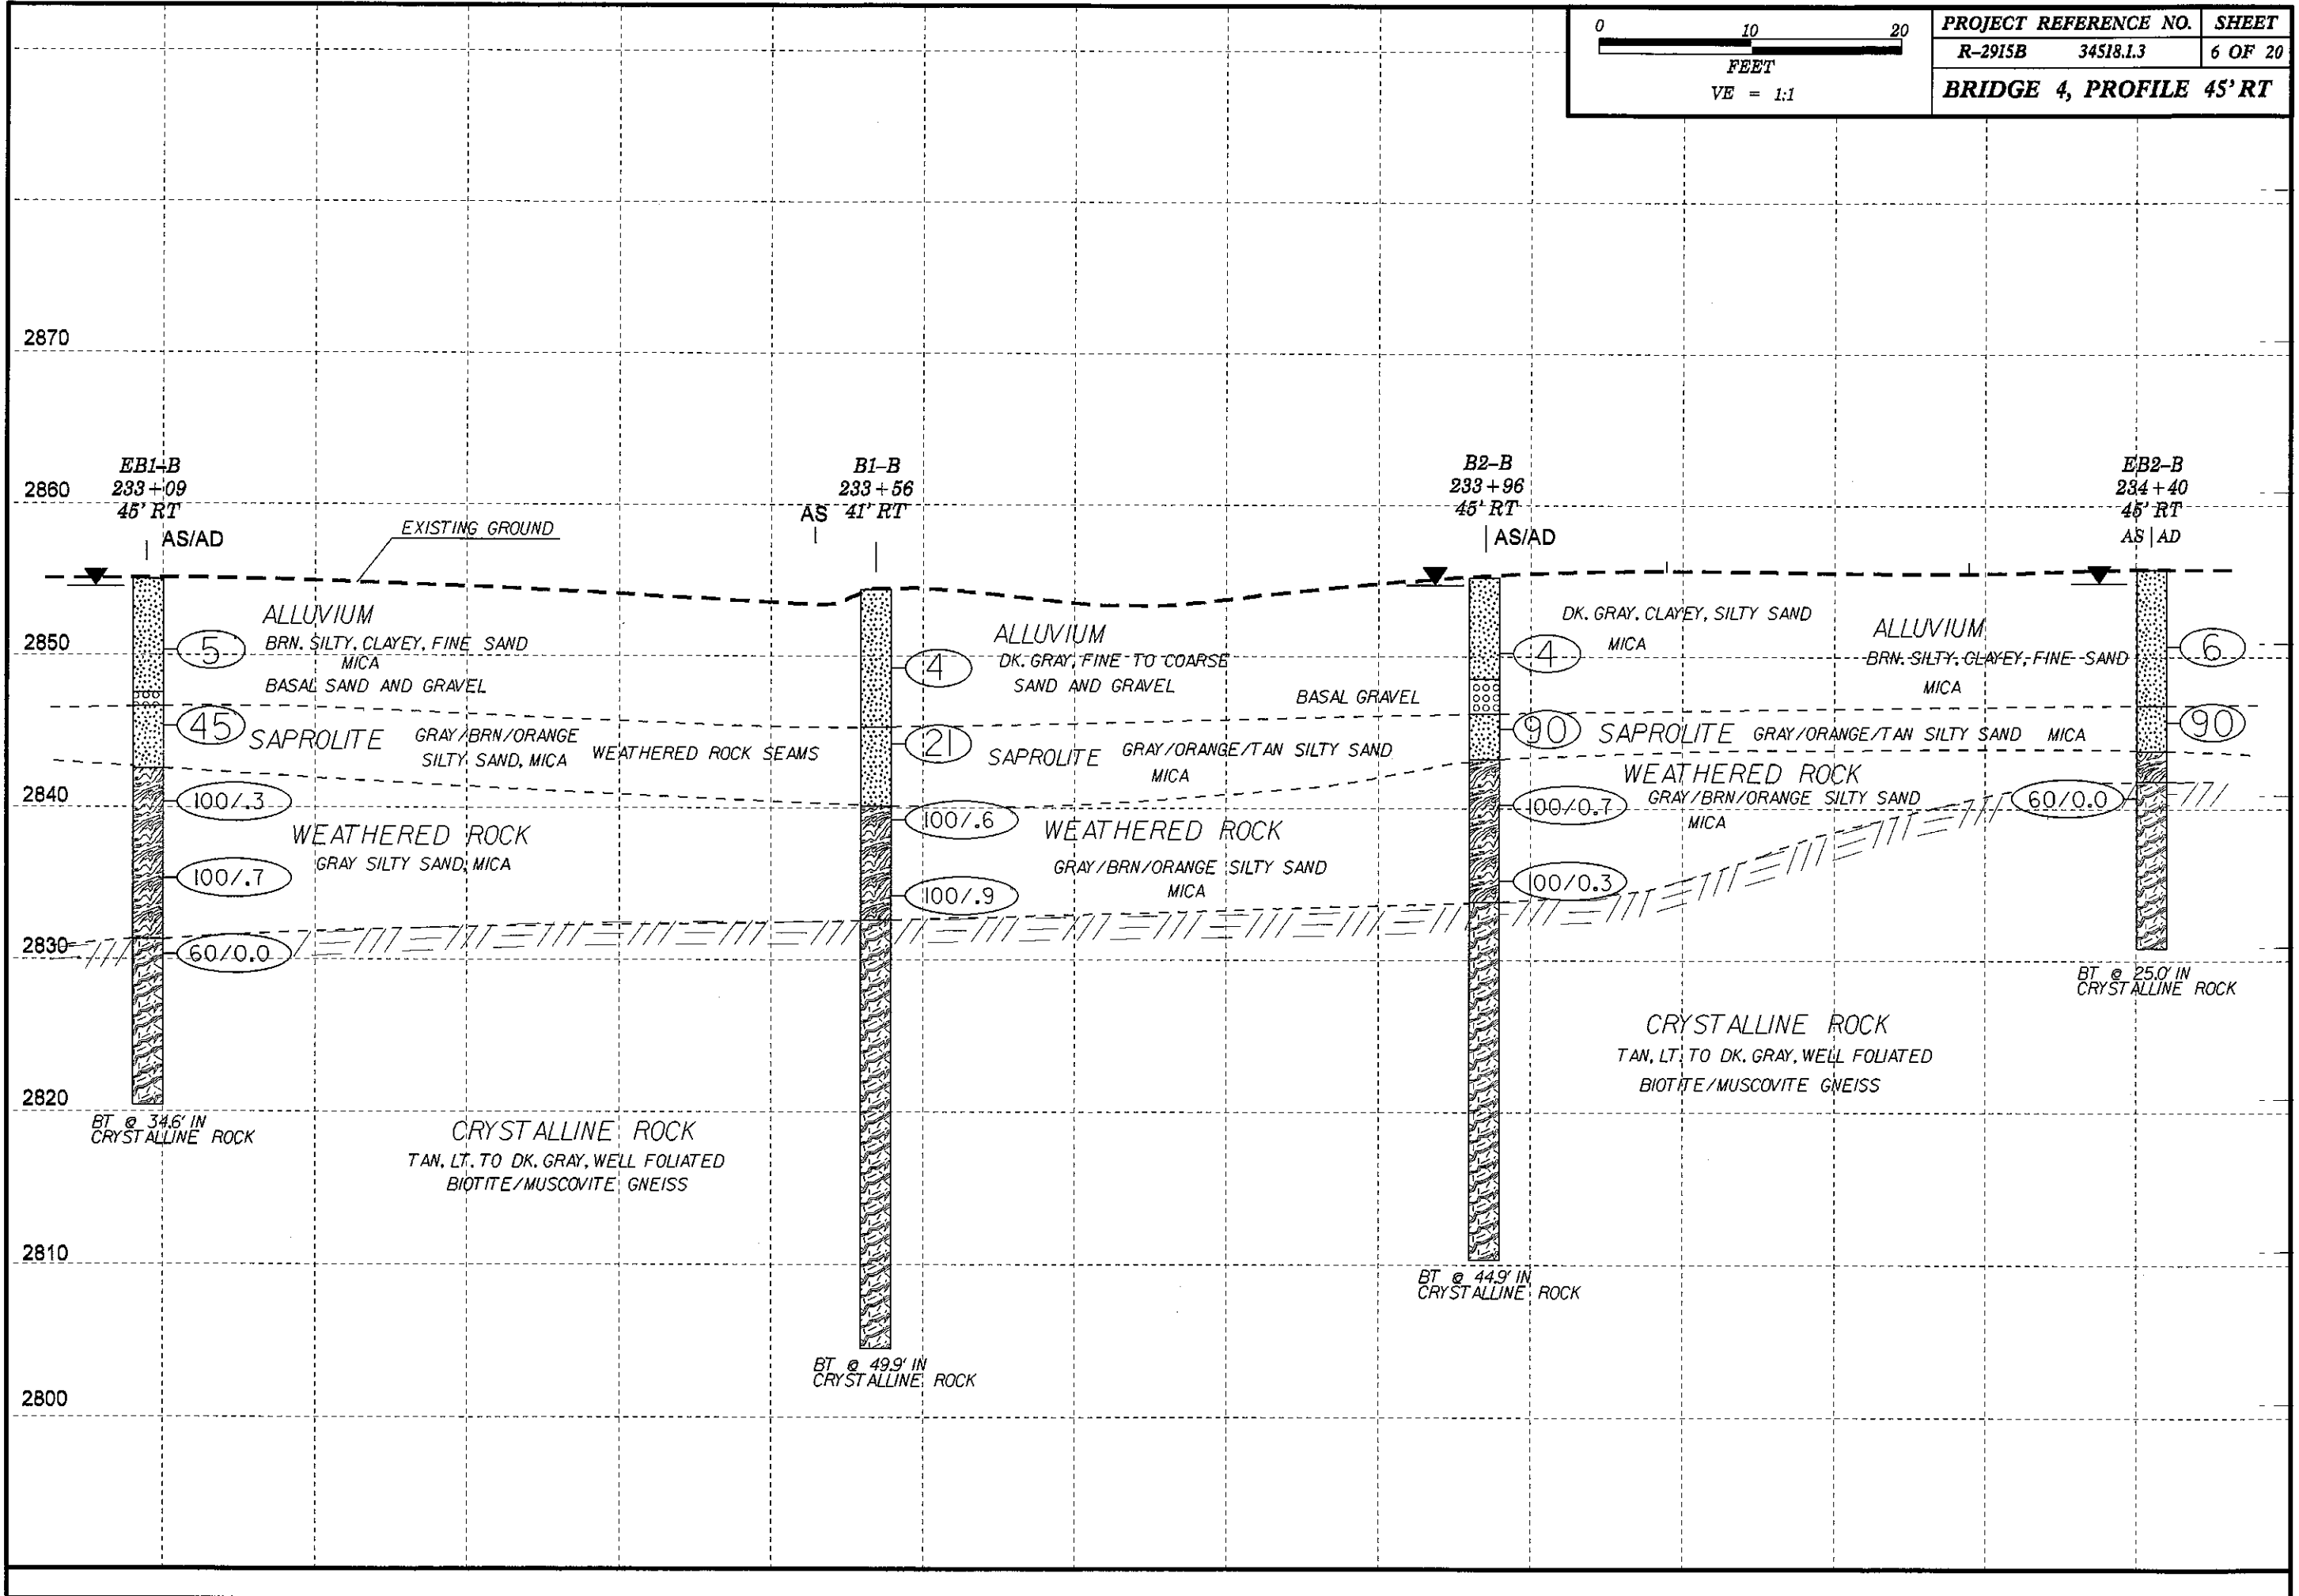 0 10 20
FEET
VE = 1:1
PROJECT REFERENCE NO. SHEET
R-2915B 34518.1.3 6 OF 20
BRIDGE 4, PROFILE 45' RT
2870
2860
2850
2840
2830
2820
2810
2800
EB1-B
233+09
45' RT
AS/AD
EXISTING GROUND
B1-B
233+56
AS 41' RT
B2-B
233+96
45' RT
AS/AD
EB2-B
234+40
45' RT
AS | AD
ALLUVIUM
BRN. SILTY, CLAYEY, FINE SAND
MICA
BASAL SAND AND GRAVEL
5
45
SAPROLITE
GRAY/BRN/ORANGE
SILTY SAND, MICA
WEATHERED ROCK SEAMS
100/.3
WEATHERED ROCK
GRAY SILTY SAND, MICA
100/.7
60/0.0
BT @ 34.6' IN
CRYSTALLINE ROCK
CRYSTALLINE ROCK
TAN, LT. TO DK. GRAY, WELL FOLIATED
BIOTITE/MUSCOVITE GNEISS
ALLUVIUM
DK. GRAY, FINE TO COARSE
SAND AND GRAVEL
4
BASAL GRAVEL
21
SAPROLITE
GRAY/ORANGE/TAN SILTY SAND
MICA
100/.6
WEATHERED ROCK
GRAY/BRN/ORANGE SILTY SAND
MICA
100/.9
BT @ 49.9' IN
CRYSTALLINE ROCK
DK. GRAY, CLAYEY, SILTY SAND
MICA
4
ALLUVIUM
BRN. SILTY, CLAYEY, FINE SAND
MICA
6
90
SAPROLITE GRAY/ORANGE/TAN SILTY SAND MICA
90
WEATHERED ROCK
GRAY/BRN/ORANGE SILTY SAND
MICA
100/0.7
60/0.0
100/0.3
BT @ 25.0' IN
CRYSTALLINE ROCK
CRYSTALLINE ROCK
TAN, LT. TO DK. GRAY, WELL FOLIATED
BIOTITE/MUSCOVITE GNEISS
BT @ 44.9' IN
CRYSTALLINE ROCK